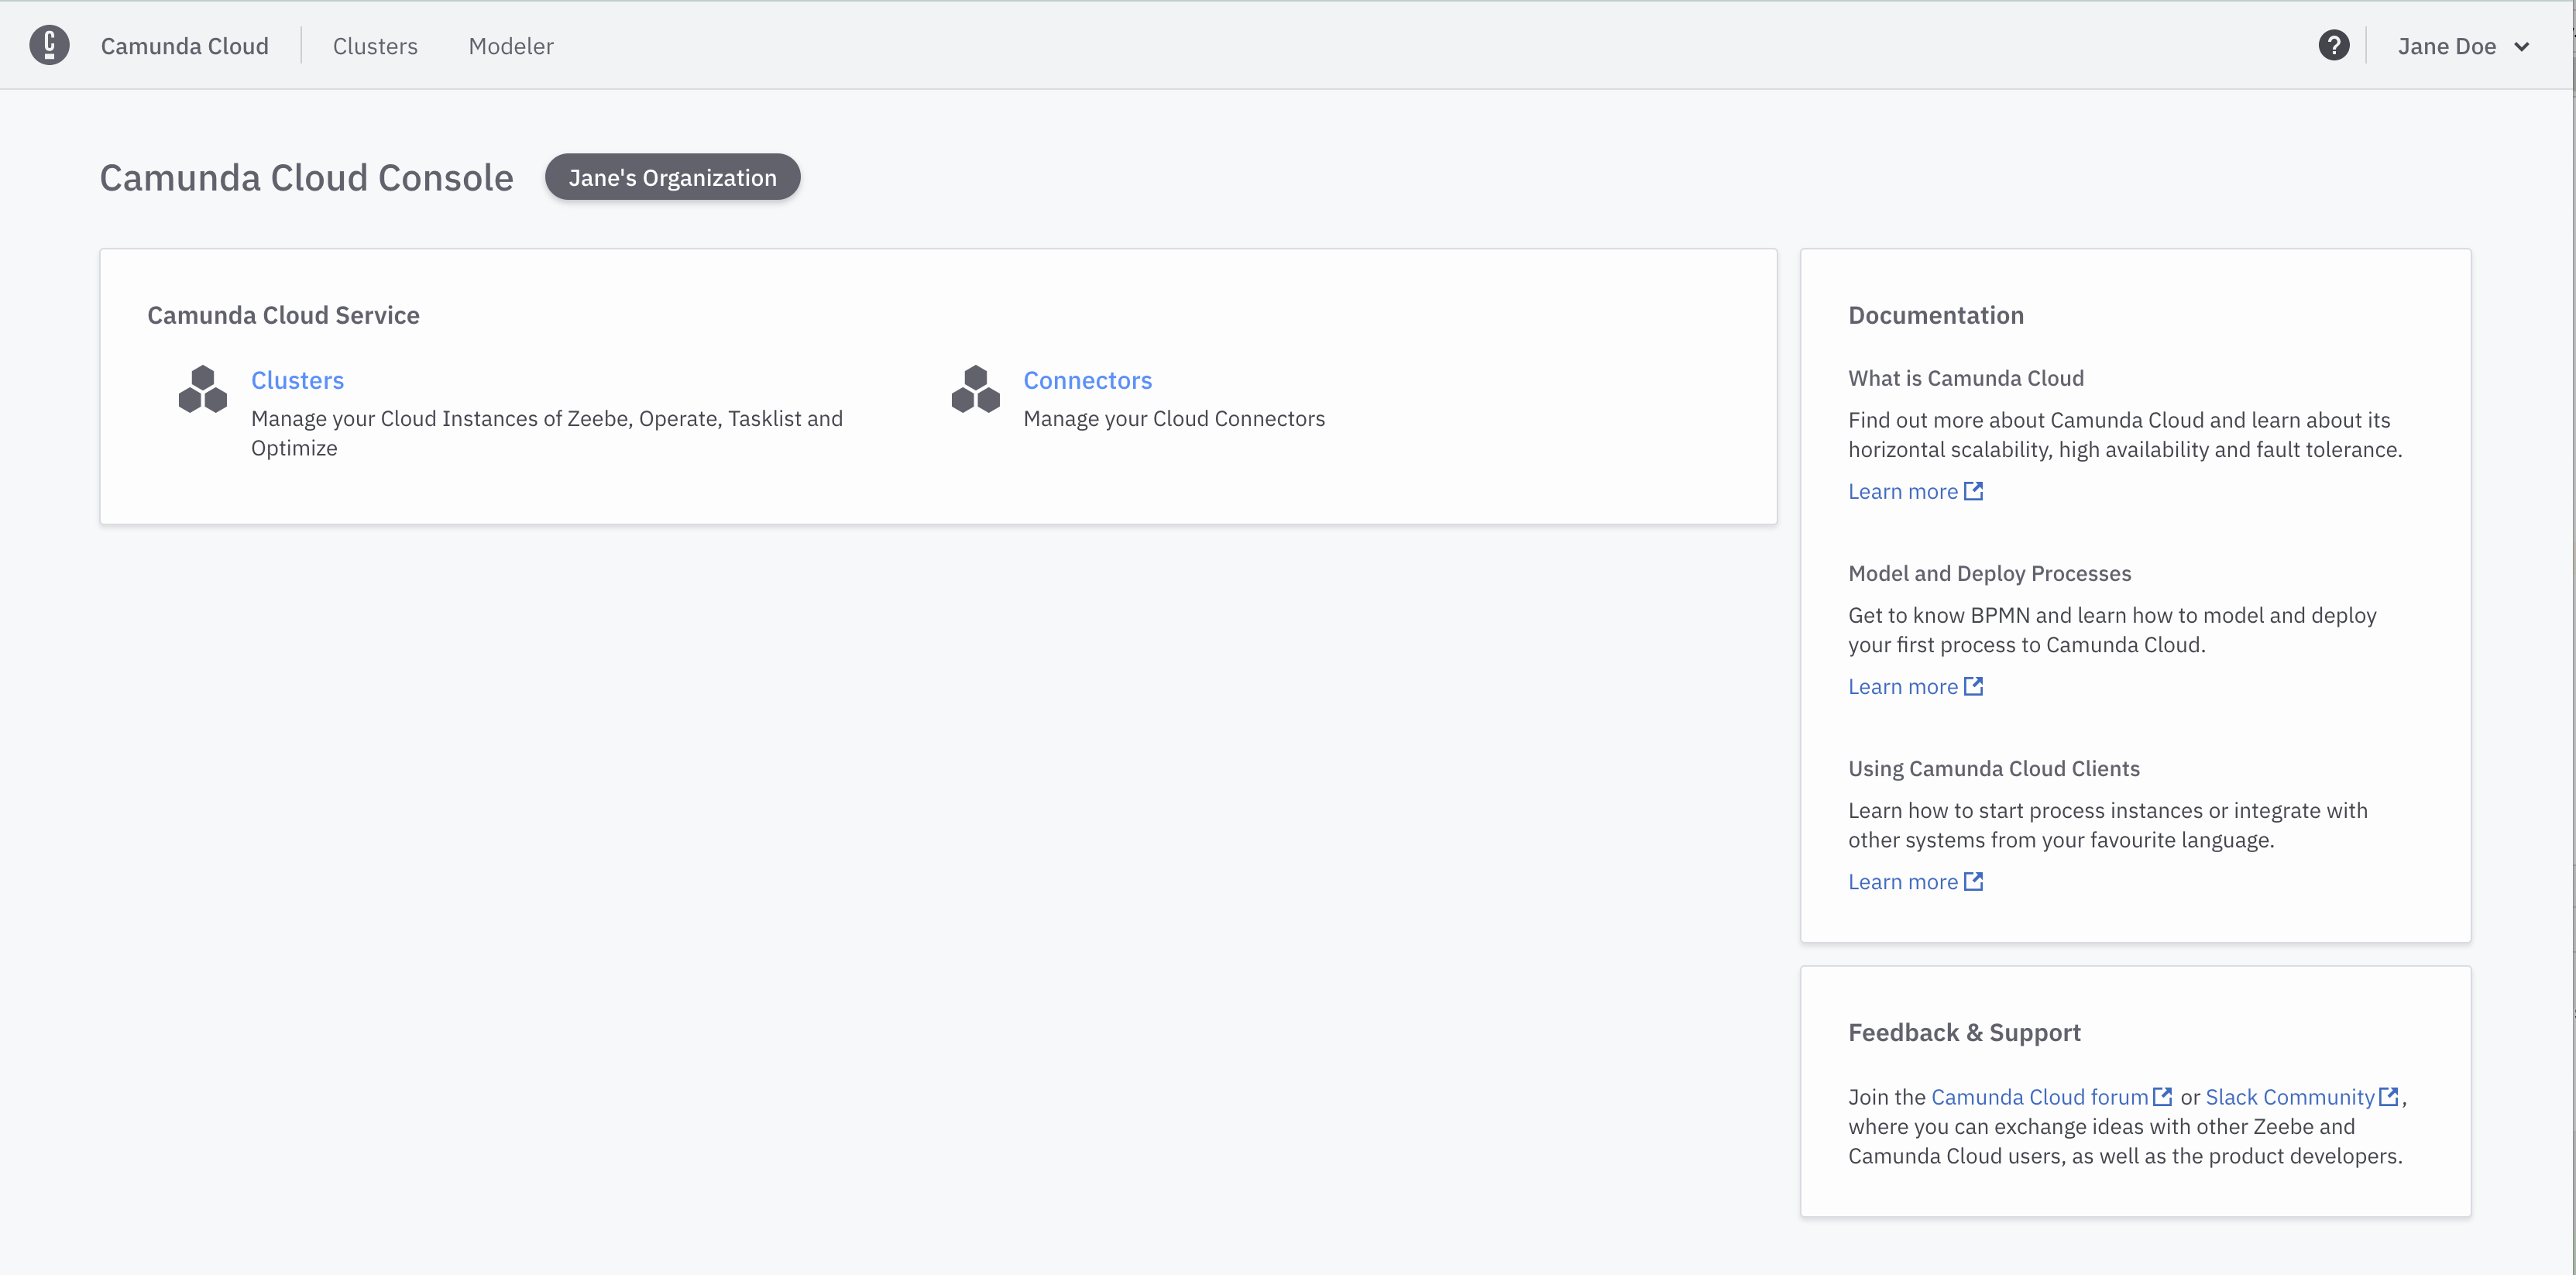 Camunda Cloud
Clusters
Modeler
Jane Doe
Camunda Cloud Console
Jane's Organization
Camunda Cloud Service
Clusters
Manage your Cloud Instances of Zeebe, Operate, Tasklist and
Optimize
Connectors
Manage your Cloud Connectors
Documentation
What is Camunda Cloud
Find out more about Camunda Cloud and learn about its
horizontal scalability, high availability and fault tolerance.
Learn more
Model and Deploy Processes
Get to know BPMN and learn how to model and deploy
your first process to Camunda Cloud.
Learn more
Using Camunda Cloud Clients
Learn how to start process instances or integrate with
other systems from your favourite language.
Learn more
Feedback & Support
Join the Camunda Cloud forum or Slack Community,
where you can exchange ideas with other Zeebe and
Camunda Cloud users, as well as the product developers.